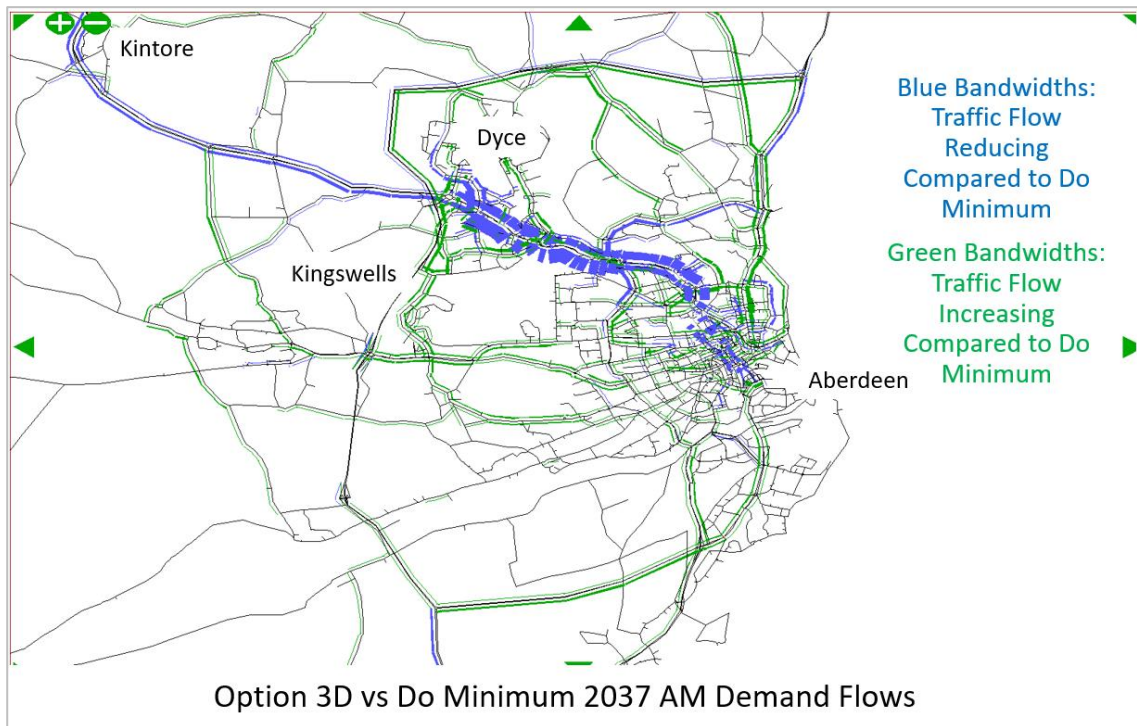 Kintore
Dyce
Kingswells
Aberdeen
Blue Bandwidths:
Traffic Flow
Reducing
Compared to Do
Minimum
Green Bandwidths:
Traffic Flow
Increasing
Compared to Do
Minimum
Option 3D vs Do Minimum 2037 AM Demand Flows